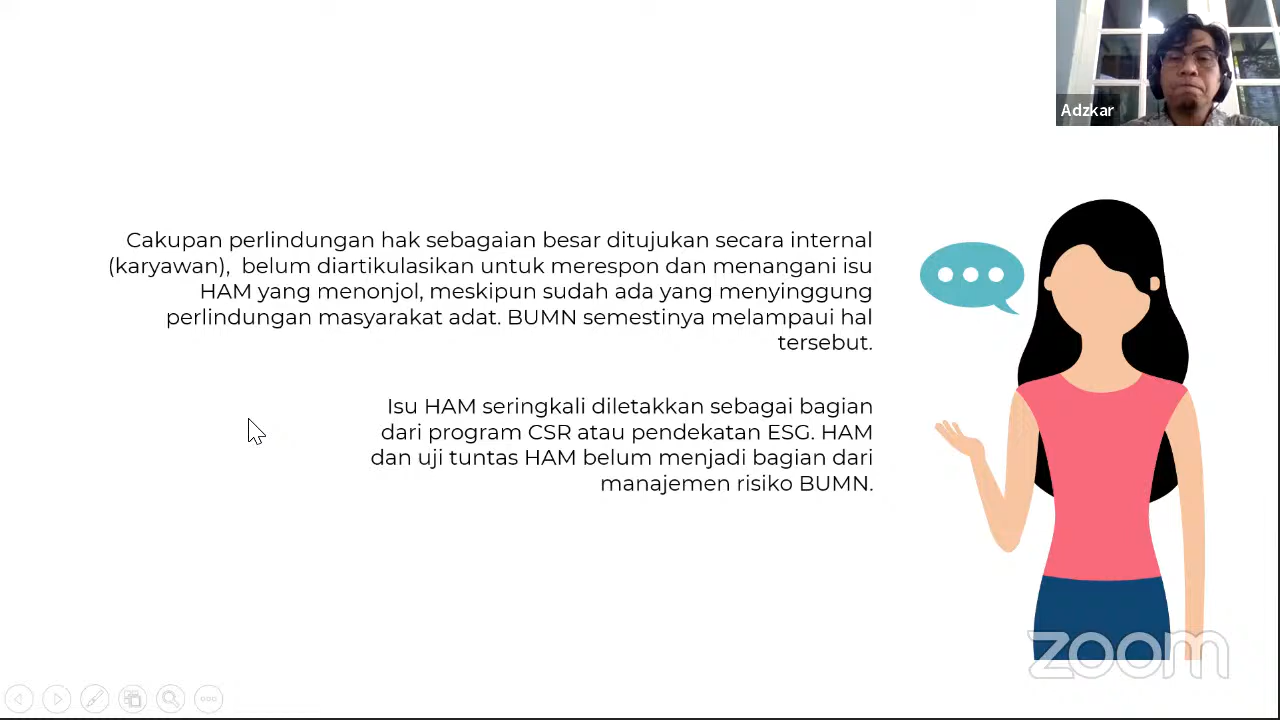 Adzkar
Cakupan perlindungan hak sebagaian besar ditujukan secara internal
(karyawan), belum diartikulasikan untuk merespon dan menangani isu
HAM yang menonjol, meskipun sudah ada yang menyinggung
perlindungan masyarakat adat. BUMN semestinya melampaui hal
tersebut.
Isu HAM seringkali diletakkan sebagai bagian
dari program CSR atau pendekatan ESG. HAM
dan uji tuntas HAM belum menjadi bagian dari
manajemen risiko BUMN.
zoom